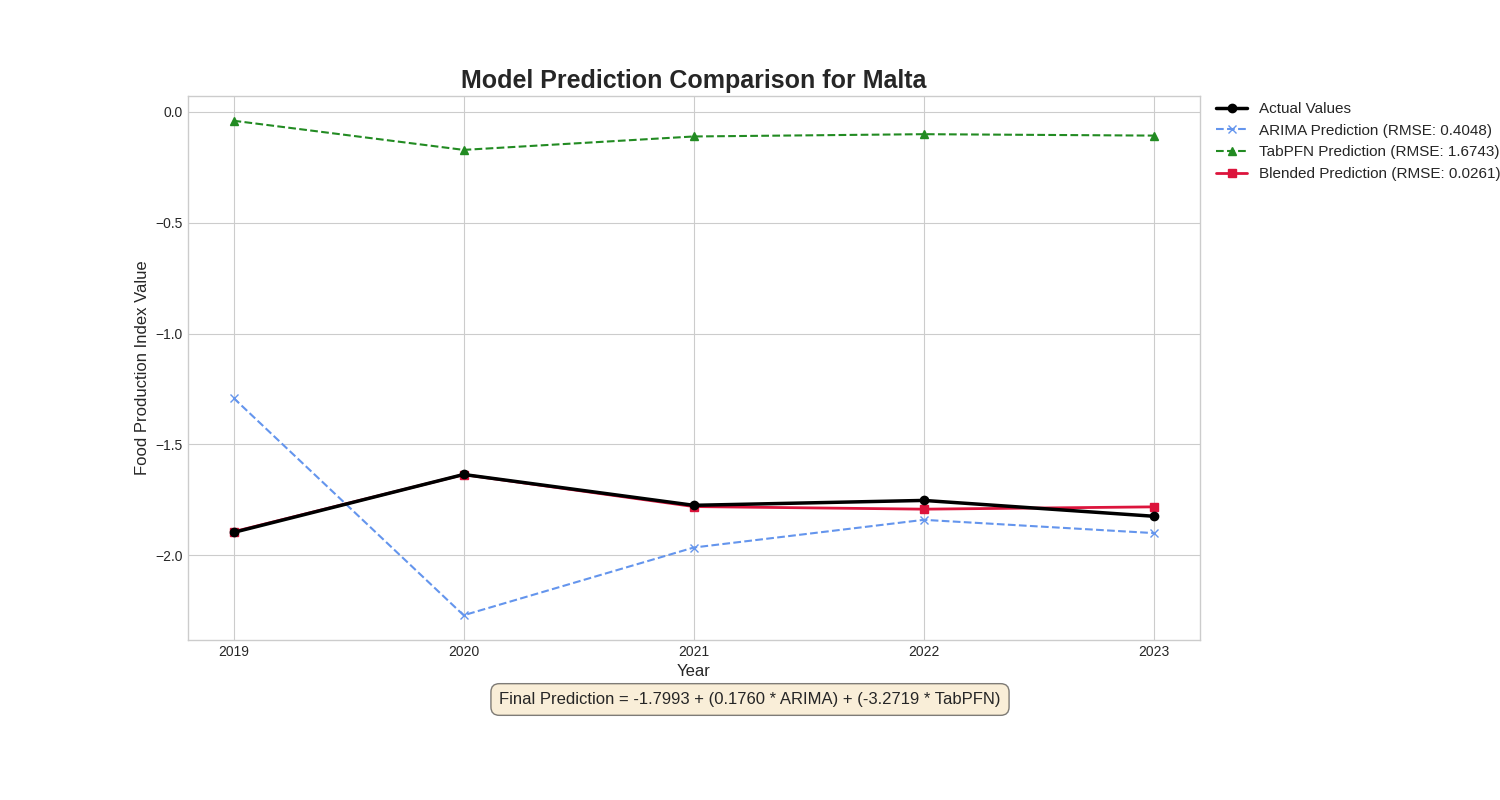 Model Prediction Comparison for Malta
Actual Values
ARIMA Prediction (RMSE: 0.4048)
TabPFN Prediction (RMSE: 1.6743)
Blended Prediction (RMSE: 0.0261)
Food Production Index Value
0.0
−0.5
−1.0
−1.5
−2.0
2019 2020 2021 2022 2023
Year
Final Prediction = -1.7993 + (0.1760 * ARIMA) + (-3.2719 * TabPFN)